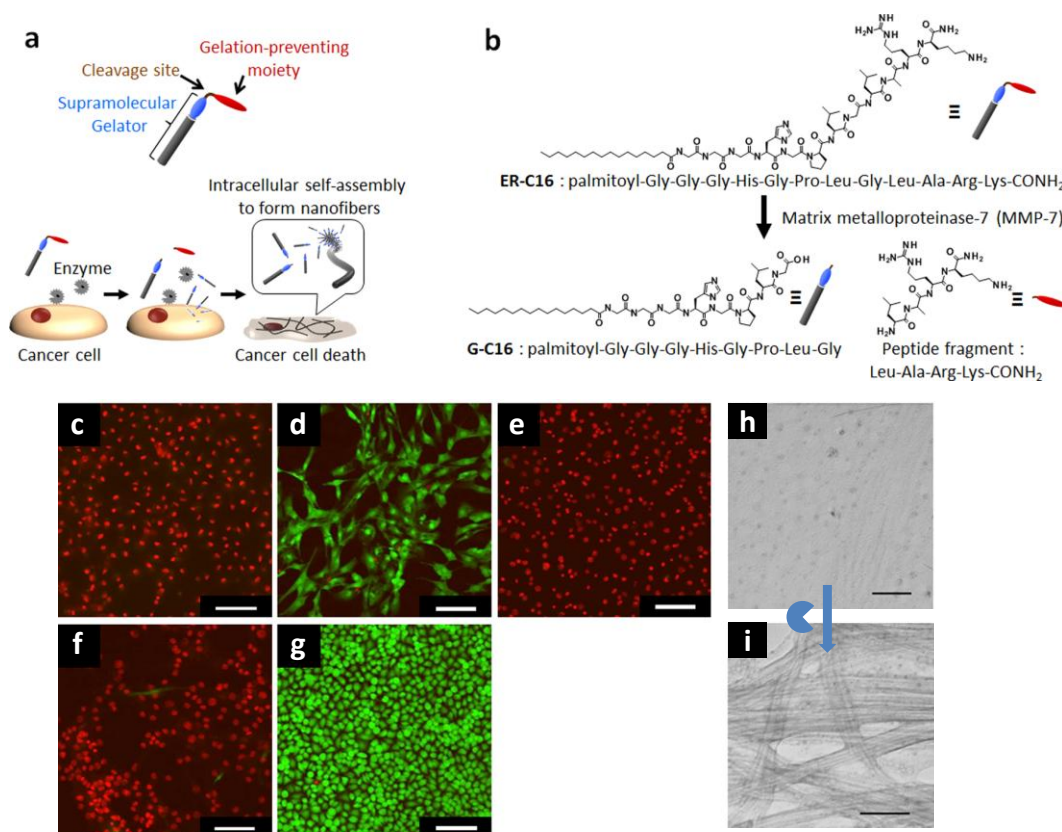 a
Gelation-preventing
moiety
Cleavage site
Supramolecular
Gelator
Intracellular self-assembly
to form nanofibers
Enzyme
Cancer cell
Cancer cell death
b
ER-C16 : palmitoyl-Gly-Gly-Gly-His-Gly-Pro-Leu-Gly-Leu-Ala-Arg-Lys-CONH₂
Matrix metalloproteinase-7 (MMP-7)
G-C16 : palmitoyl-Gly-Gly-Gly-His-Gly-Pro-Leu-Gly
Peptide fragment :
Leu-Ala-Arg-Lys-CONH₂
c
d
e
h
f
g
i